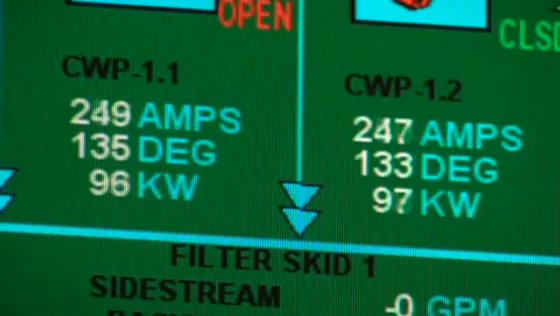 OPEN
CLSD
CWP-1.1
249 AMPS
135 DEG
96 KW
CWP-1.2
247 AMPS
133 DEG
97 KW
FILTER SKID 1
SIDESTREAM
-0 GPM